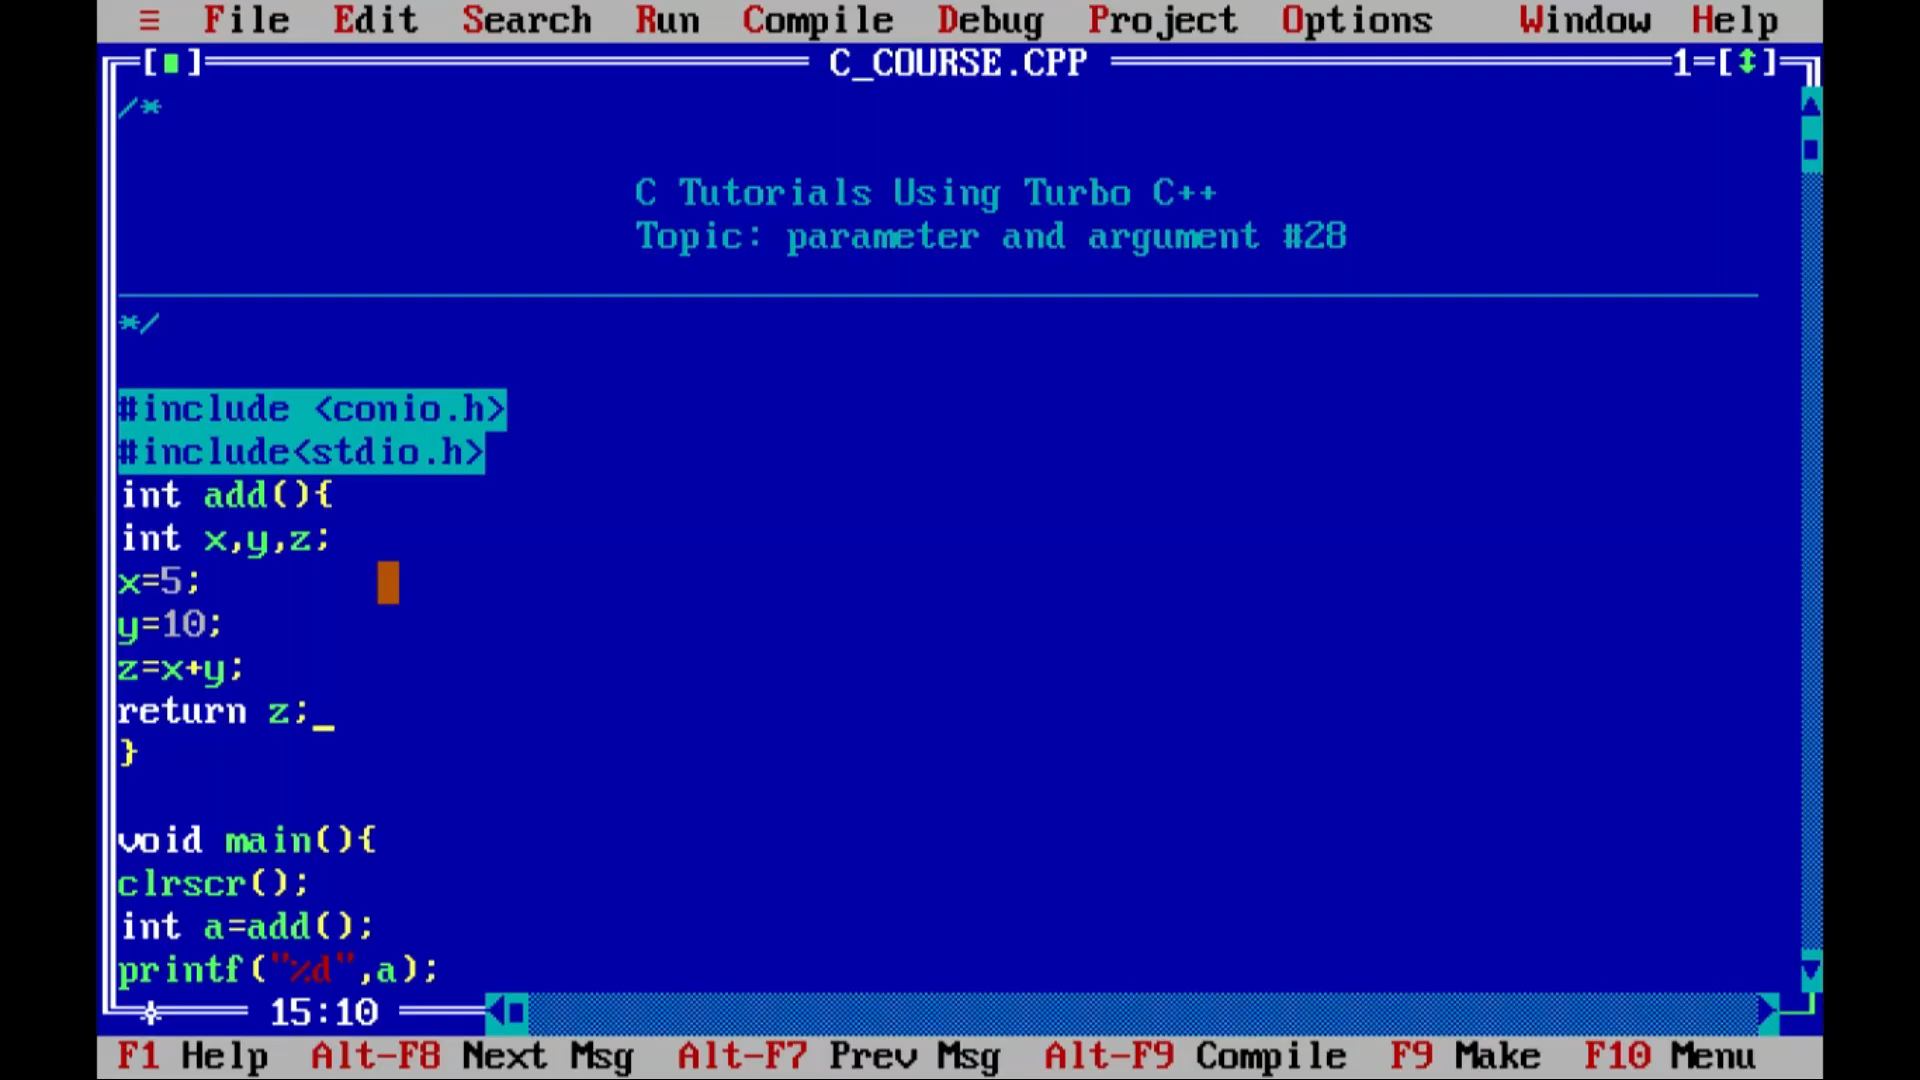 ≡ File Edit Search Run Compile Debug Project Options Window Help
[■] C_COURSE.CPP 1=[↕]
/*
C Tutorials Using Turbo C++
Topic: parameter and argument #28
*/
#include <conio.h>
#include<stdio.h>
int add(){
int x,y,z;
x=5;
y=10;
z=x+y;
return z;_
}
void main(){
clrscr();
int a=add();
printf("%d",a);
15:10
F1 Help Alt-F8 Next Msg Alt-F7 Prev Msg Alt-F9 Compile F9 Make F10 Menu